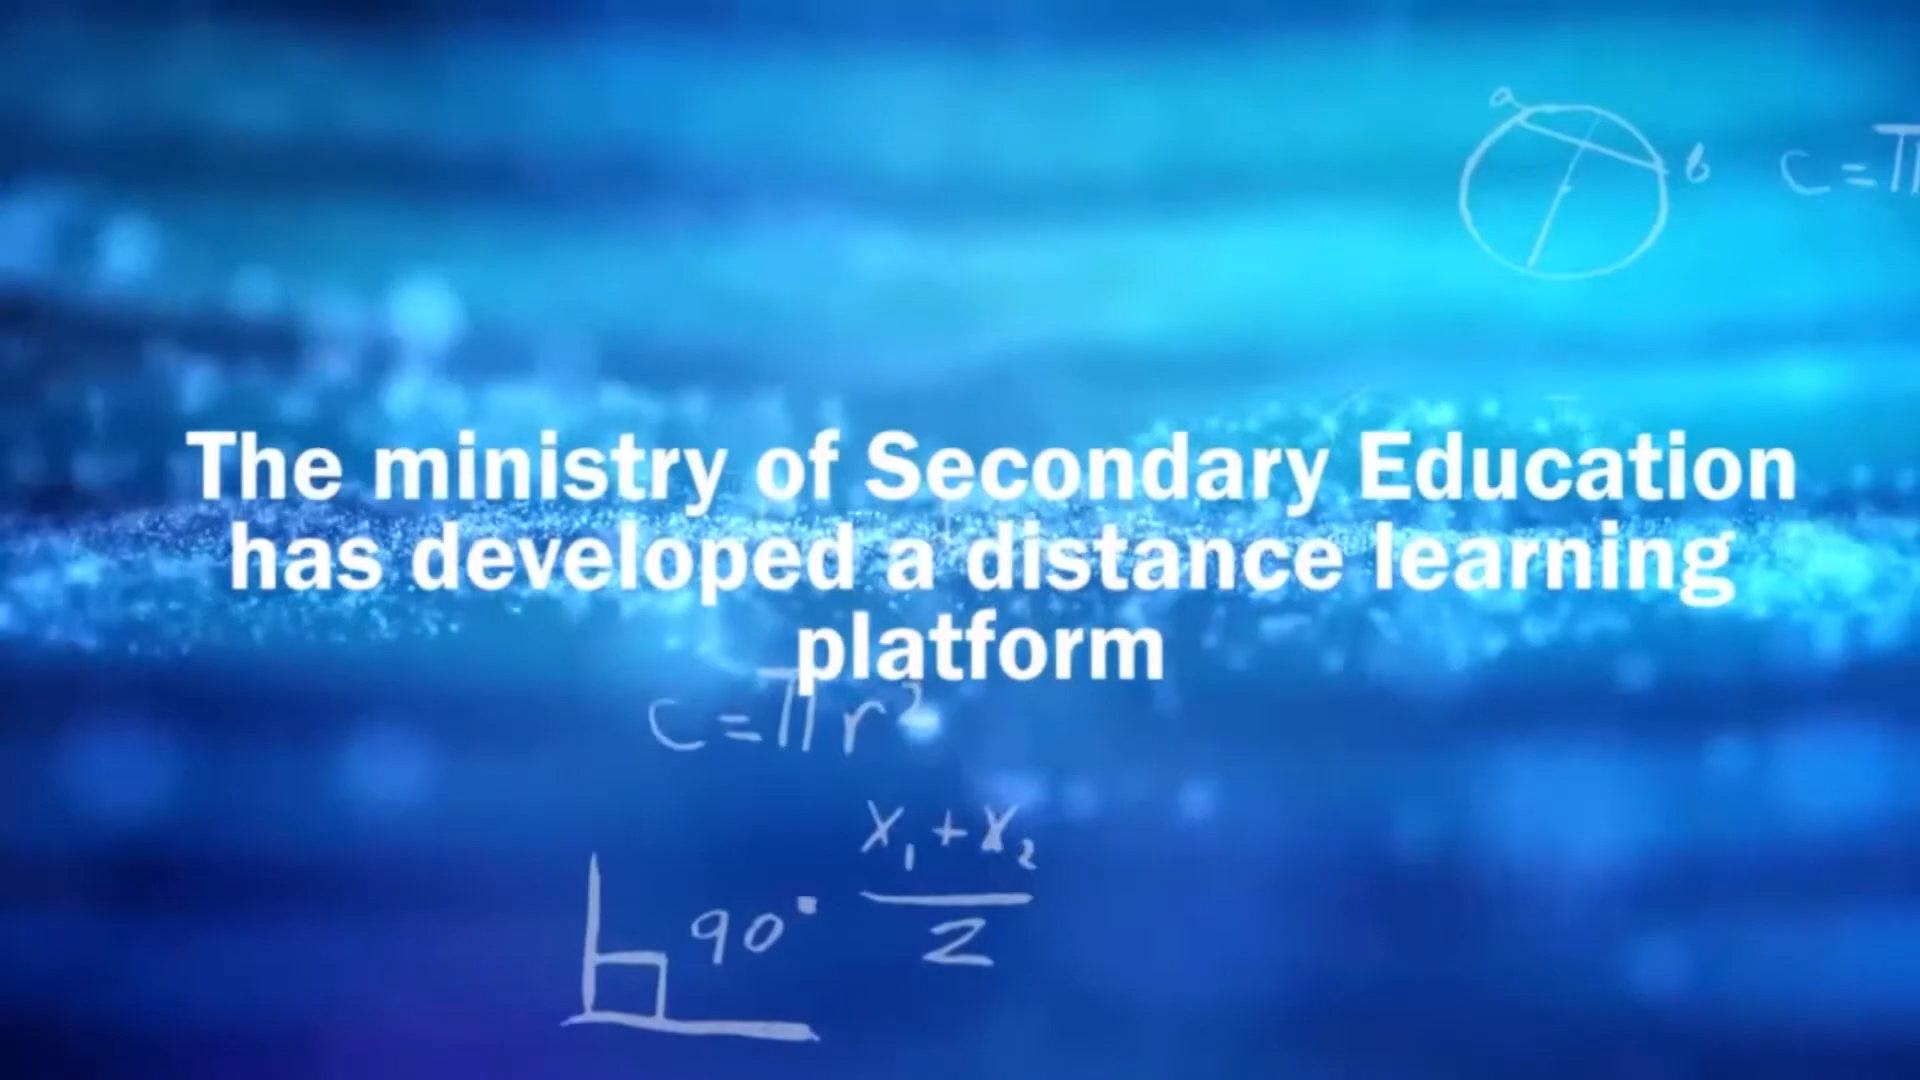 a
b
c=π
The ministry of Secondary Education
has developed a distance learning
platform
c=πr²
x₁+x₂
2
90°